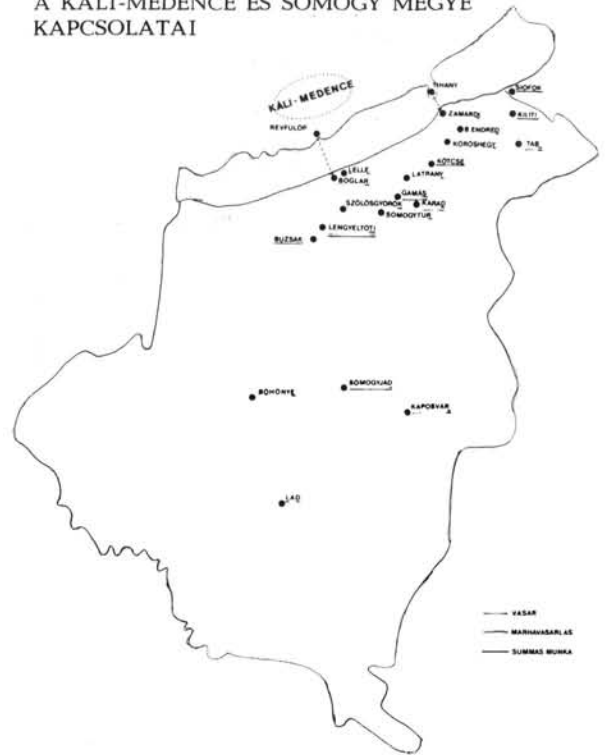 A KÁLI-MEDENCE ÉS SOMOGY MEGYE
KAPCSOLATAI
KÁLI-MEDENCE
TIHANY
SIÓFOK
RÉVFÜLÖP
ZAMÁRDI
KILITI
B.ENDRÉD
KŐRÖSHEGY
TAB
KÖTCSE
LELLE
BOGLÁR
LÁTRÁNY
GAMÁS
KARÁD
SZŐLŐSGYÖRÖK
SOMOGYTÚR
LENGYELTÓTI
BUZSÁK
SOMOGYJÁD
BÖHÖNYE
KAPOSVÁR
LAD
VÁSÁR
MARHAVÁSÁRLÁS
SUMMÁS MUNKA